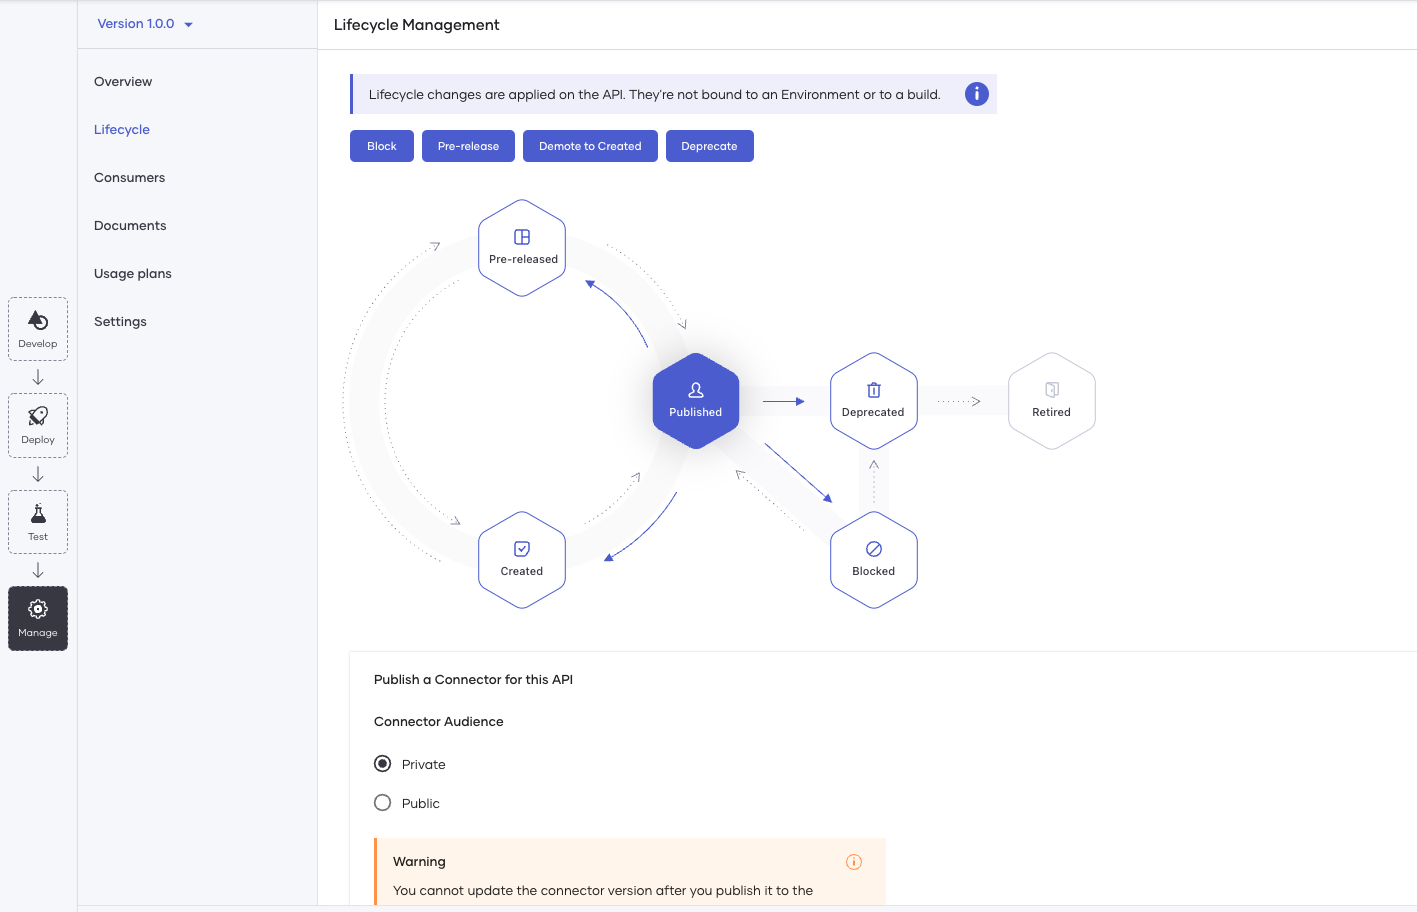 Version 1.0.0
Lifecycle Management
Overview
Lifecycle
Consumers
Documents
Usage plans
Settings
Develop
Deploy
Test
Manage
Lifecycle changes are applied on the API. They're not bound to an Environment or to a build.
Block
Pre-release
Demote to Created
Deprecate
Pre-released
Published
Deprecated
Retired
Created
Blocked
Publish a Connector for this API
Connector Audience
Private
Public
Warning
You cannot update the connector version after you publish it to the